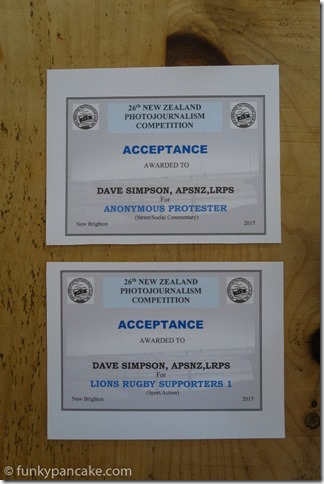 26th NEW ZEALAND
PHOTOJOURNALISM
COMPETITION
ACCEPTANCE
AWARDED TO
DAVE SIMPSON, APSNZ,LRPS
For
ANONYMOUS PROTESTER
(Street/Social Commentary)
New Brighton 2017
26th NEW ZEALAND
PHOTOJOURNALISM
COMPETITION
ACCEPTANCE
AWARDED TO
DAVE SIMPSON, APSNZ,LRPS
For
LIONS RUGBY SUPPORTERS 1
(Sport/Action)
New Brighton 2017
© funkypancake.com